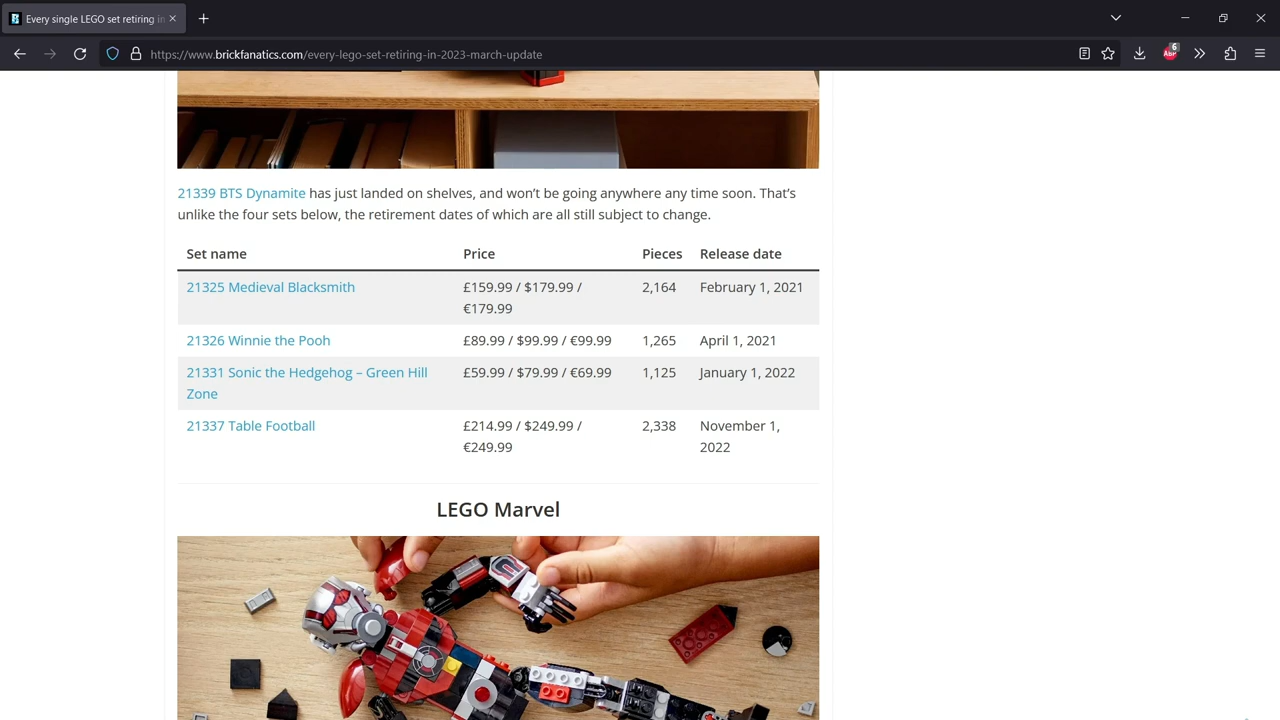 Every single LEGO set retiring in
https://www.brickfanatics.com/every-lego-set-retiring-in-2023-march-update
ABP
6
21339 BTS Dynamite has just landed on shelves, and won’t be going anywhere any time soon. That’s
unlike the four sets below, the retirement dates of which are all still subject to change.
Set name Price Pieces Release date
21325 Medieval Blacksmith £159.99 / $179.99 / 2,164 February 1, 2021
€179.99
21326 Winnie the Pooh £89.99 / $99.99 / €99.99 1,265 April 1, 2021
21331 Sonic the Hedgehog – Green Hill £59.99 / $79.99 / €69.99 1,125 January 1, 2022
Zone
21337 Table Football £214.99 / $249.99 / 2,338 November 1,
€249.99 2022
LEGO Marvel